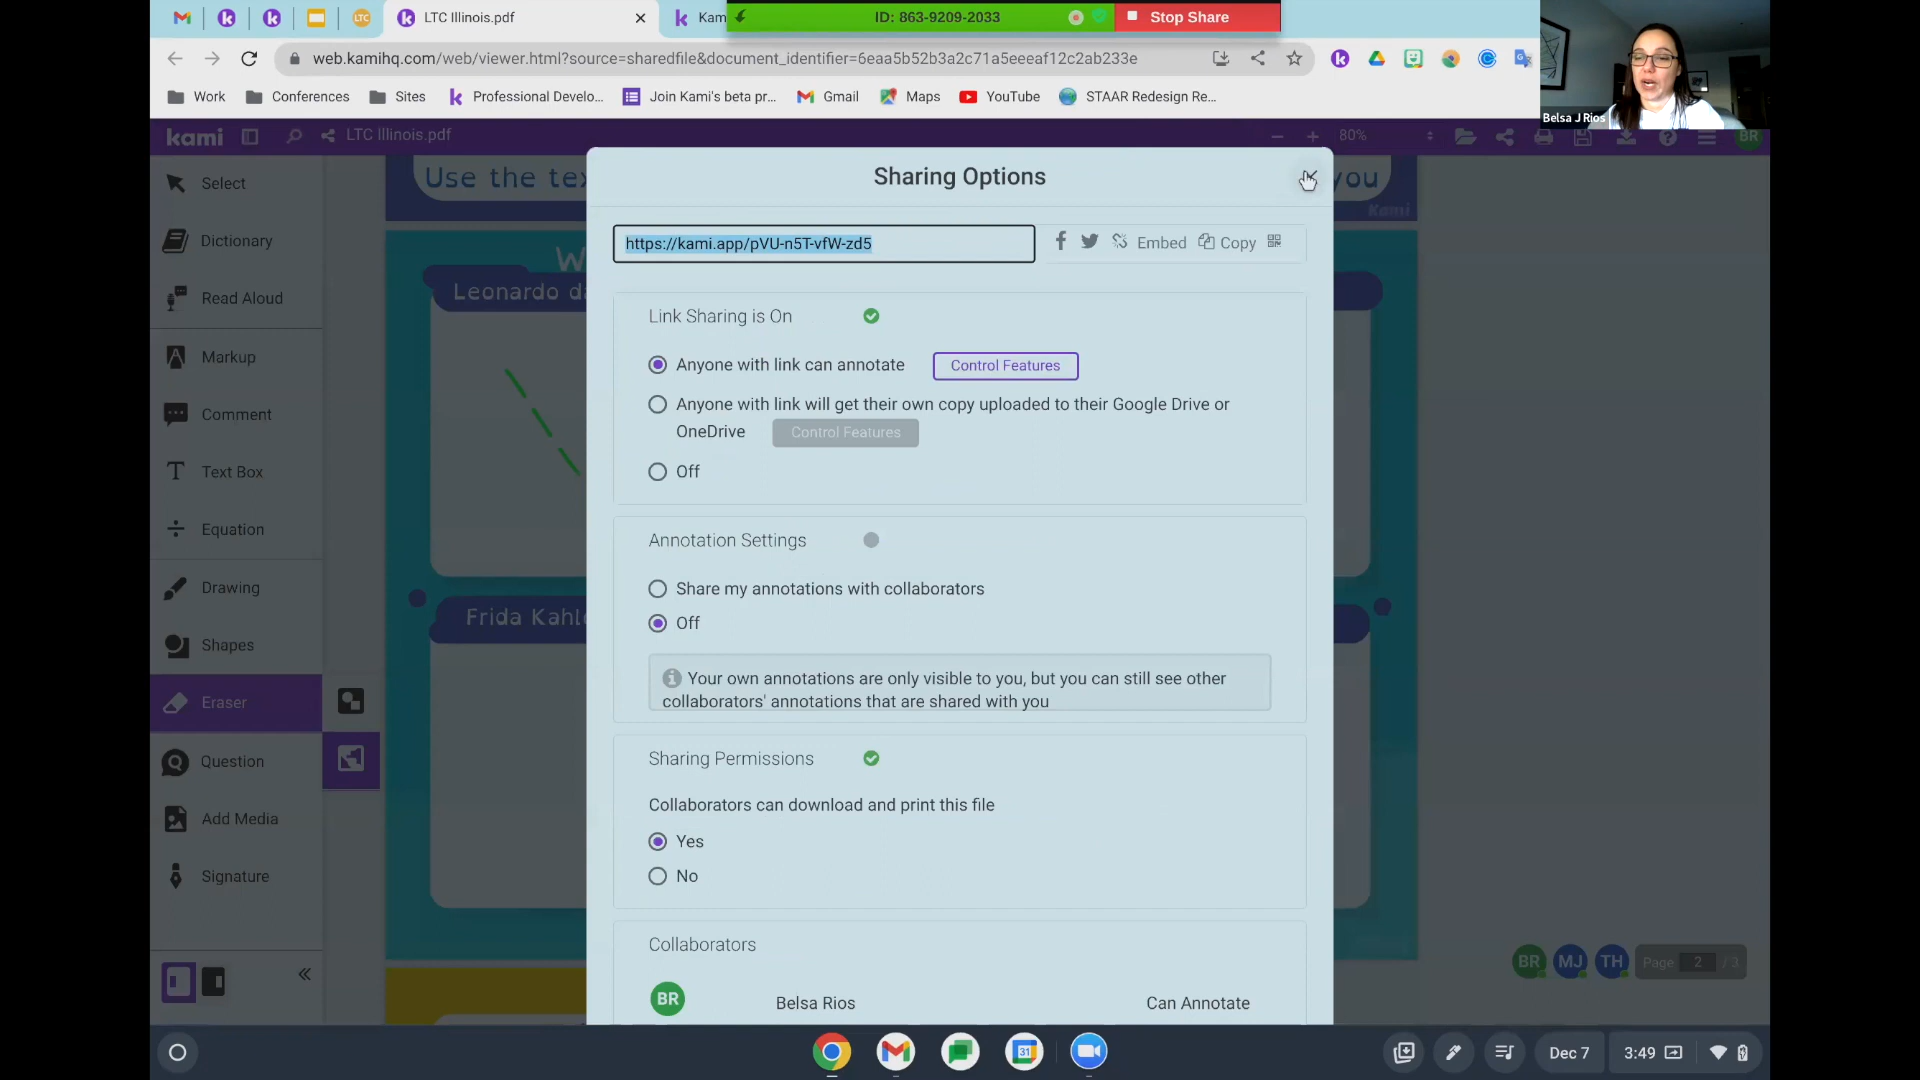 LTC Illinois.pdf
Kam
ID: 863-9209-2033
Stop Share
web.kamihq.com/web/viewer.html?source=sharedfile&document_identifier=6eaa5b52b3a2c71a5eeeaf12c2ab233e
Work
Conferences
Sites
Professional Develo...
Join Kami's beta pr...
Gmail
Maps
YouTube
STAAR Redesign Re...
Belsa J Rios
kami
LTC Illinois.pdf
80%
BR
Select
Dictionary
Read Aloud
Markup
Comment
Text Box
Equation
Drawing
Shapes
Eraser
Question
Add Media
Signature
Use the
you
Kami
W
Leonardo
Frida
Sharing Options
https://kami.app/pVU-n5T-vfW-zd5
Embed
Copy
Link Sharing is On
Anyone with link can annotate
Control Features
Anyone with link will get their own copy uploaded to their Google Drive or
OneDrive
Control Features
Off
Annotation Settings
Share my annotations with collaborators
Off
Your own annotations are only visible to you, but you can still see other
collaborators' annotations that are shared with you
Sharing Permissions
Collaborators can download and print this file
Yes
No
Collaborators
BR
Belsa Rios
Can Annotate
BR
MJ
TH
Page 2 / 3
31
Dec 7
3:49